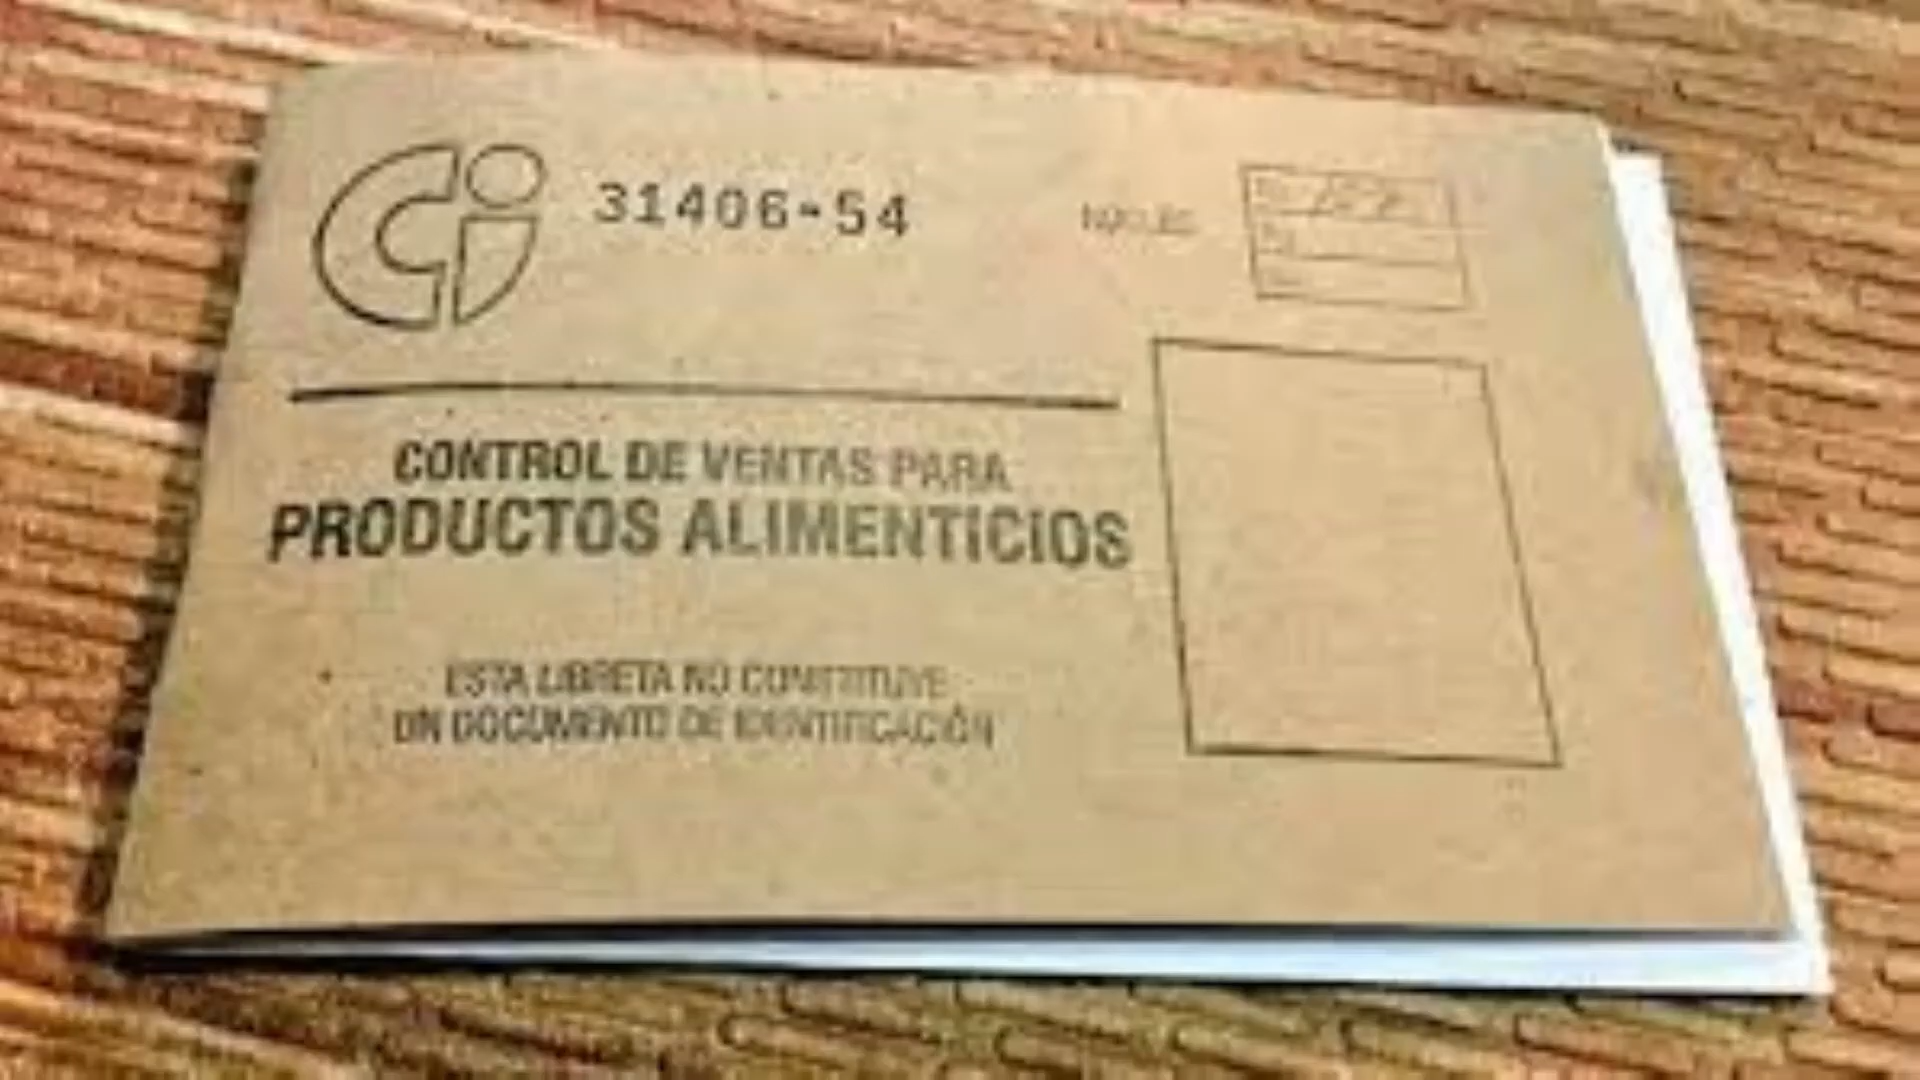 Ci
31406-54
CONTROL DE VENTAS PARA
PRODUCTOS ALIMENTICIOS
ESTA LIBRETA NO CONSTITUYE
UN DOCUMENTO DE IDENTIFICACIÓN